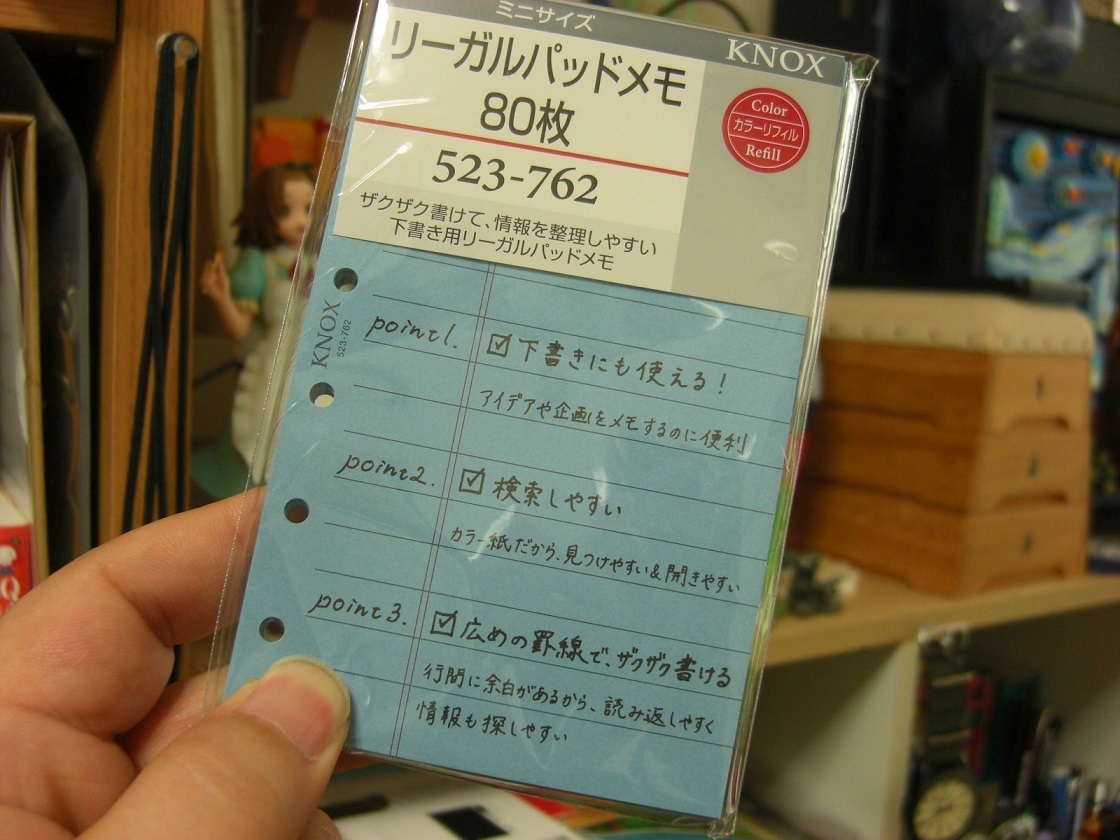 ミニサイズ
KNOX
リーガルパッドメモ
80枚
Color
カラーリフィル
Refill
523-762
ザクザク書けて、情報を整理しやすい
下書き用リーガルパッドメモ
KNOX
523-762
point1. ☑下書きにも使える!
アイデアや企画をメモするのに便利
point2. ☑検索しやすい
カラー紙だから、見つけやすい&開きやすい
point3. ☑広めの罫線で、ザクザク書ける
行間に余白があるから、読み返しやすく
情報も探しやすい